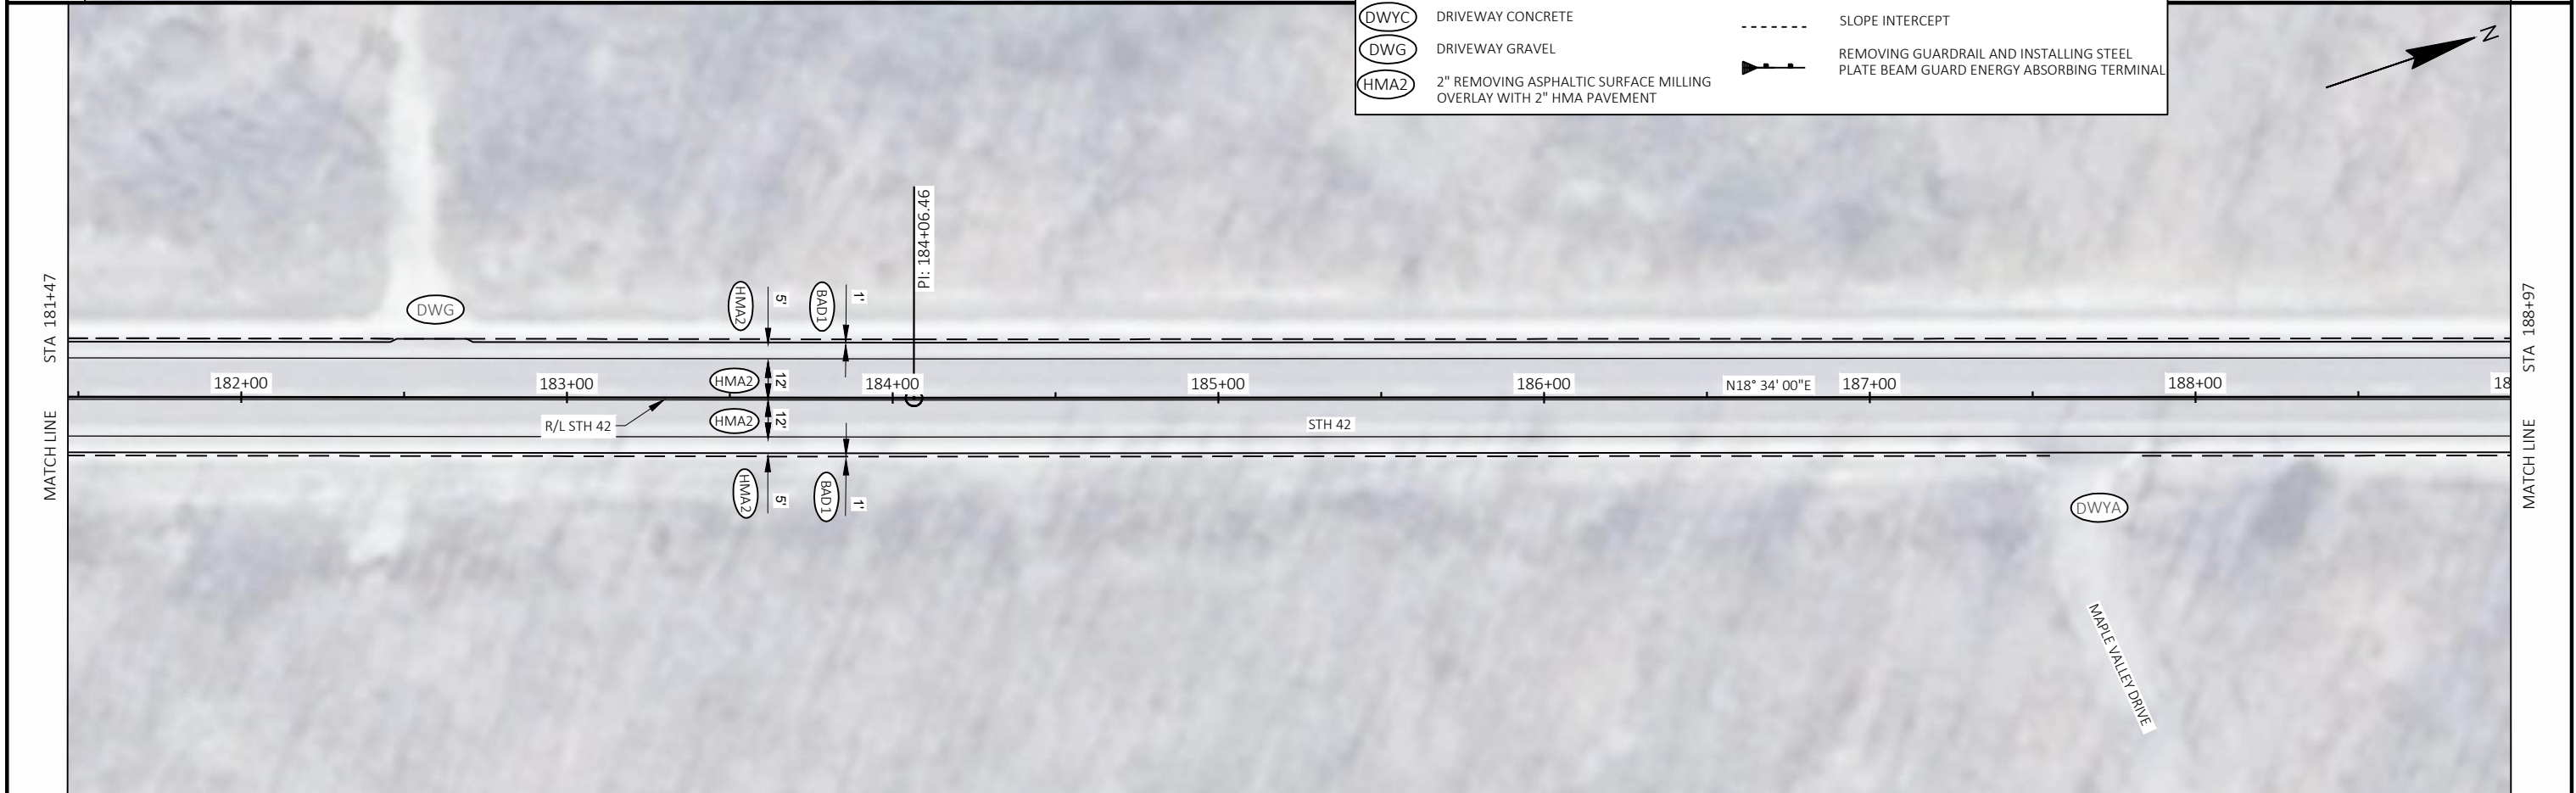 DWYC DRIVEWAY CONCRETE
DWG DRIVEWAY GRAVEL
HMA2 2" REMOVING ASPHALTIC SURFACE MILLING
OVERLAY WITH 2" HMA PAVEMENT
SLOPE INTERCEPT
REMOVING GUARDRAIL AND INSTALLING STEEL
PLATE BEAM GUARD ENERGY ABSORBING TERMINAL
N
STA 181+47
MATCH LINE
DWG
HMA2
5'
BAD1
1'
PI: 184+06.46
STA 188+97
MATCH LINE
182+00
183+00
HMA2
12'
184+00
185+00
186+00
N18° 34' 00"E
187+00
188+00
18
R/L STH 42
HMA2
12'
STH 42
HMA2
5'
BAD1
1'
DWYA
MAPLE VALLEY DRIVE